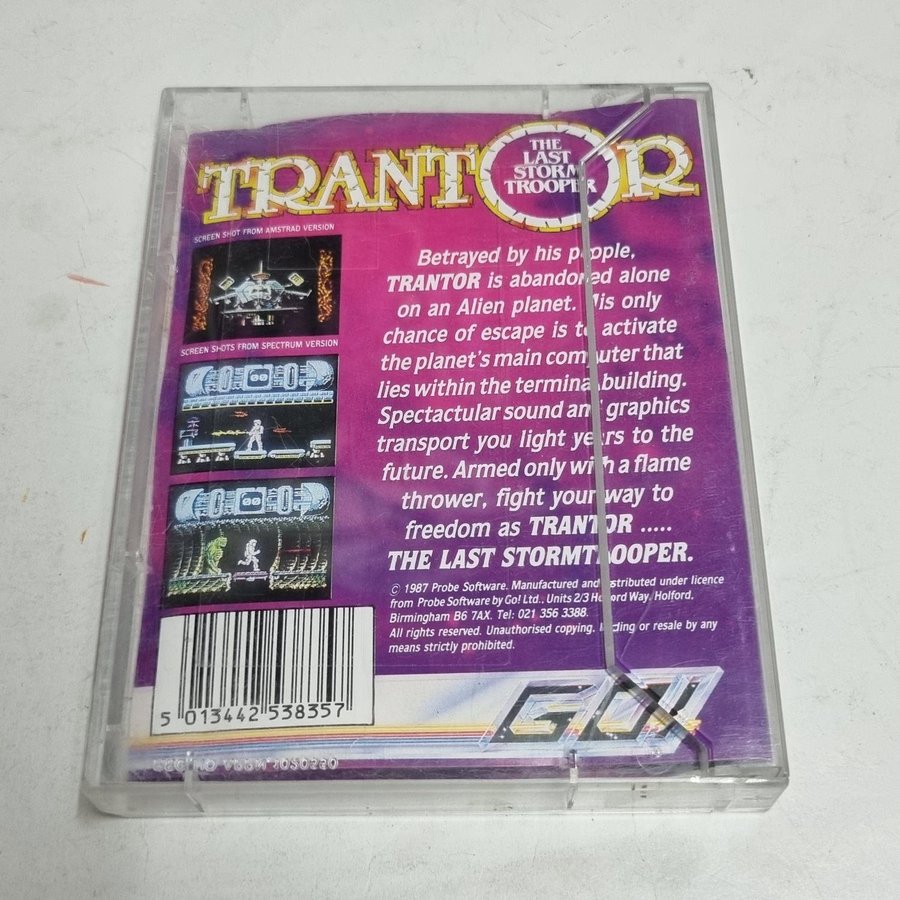 TRANTOR
THE
LAST
STORM
TROOPER
SCREEN SHOT FROM AMSTRAD VERSION
SCREEN SHOTS FROM SPECTRUM VERSION
Betrayed by his people,
TRANTOR is abandoned alone
on an Alien planet. His only
chance of escape is to activate
the planet's main computer that
lies within the terminal building.
Spectactular sound and graphics
transport you light years to the
future. Armed only with a flame
thrower, fight your way to
freedom as TRANTOR .....
THE LAST STORMTROOPER.
© 1987 Probe Software. Manufactured and distributed under licence
from Probe Software by Go! Ltd., Units 2/3 Holford Way, Holford,
Birmingham B6 7AX. Tel: 021 356 3388.
All rights reserved. Unauthorised copying, lending or resale by any
means strictly prohibited.
5 013442 538357
GO!